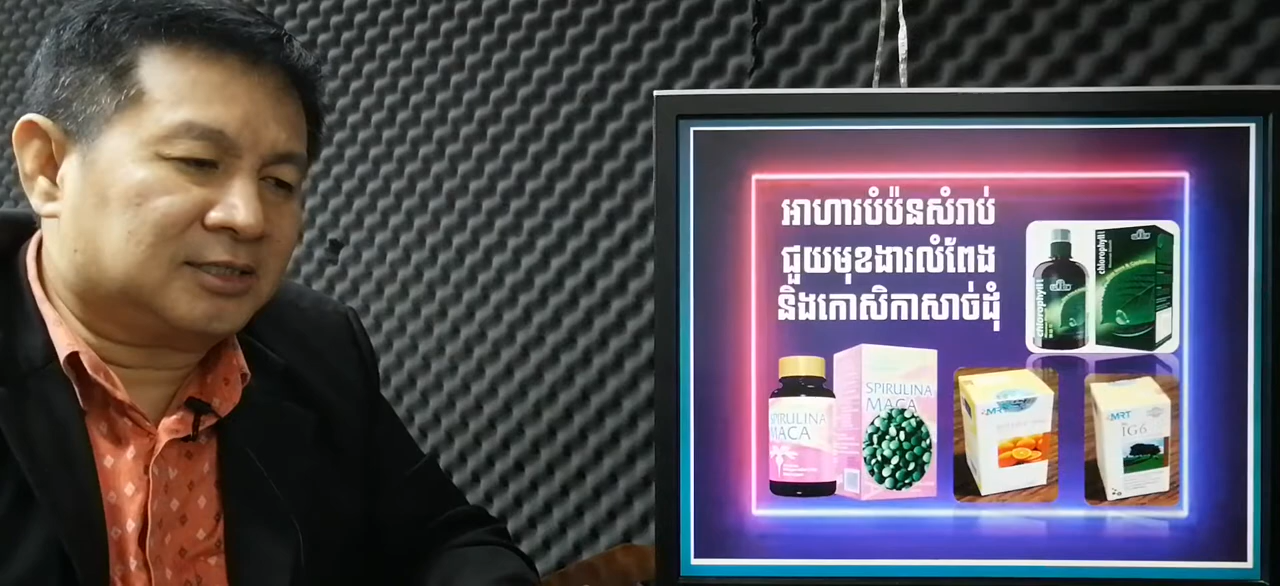 អាហារបំប៉នសំរាប់
ជួយមុខងារលំពែង
និងកោសិកាសាច់ដុំ
chlorophyll
chlorophyll
SPIRULINA
MACA
SPIRULINA
MACA
MRT
MRT
IG6